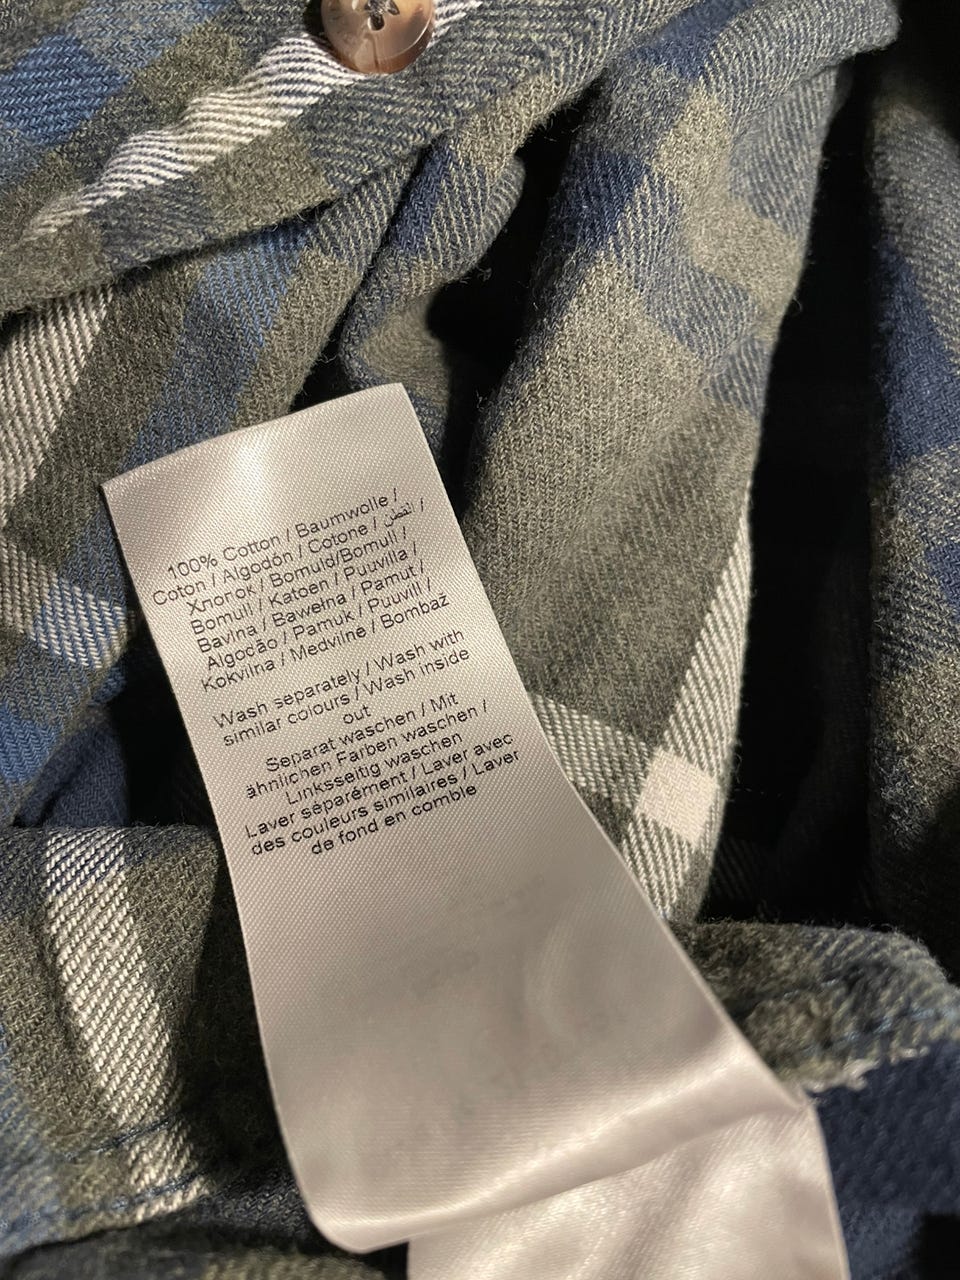 100% Cotton / Baumwolle /
Coton / Algodón / Cotone / القطن /
Хлопок / Bomuld/Bomull /
Bomull / Katoen / Puuvilla /
Bavlna / Bawełna / Pamut /
Algodão / Pamuk / Puuvill /
Kokvilna / Medvilne / Bombaž
Wash separately / Wash with
similar colours / Wash inside
out
Separat waschen / Mit
ähnlichen Farben waschen /
Linksseitig waschen
Laver séparément / Laver avec
des couleurs similaires / Laver
de fond en comble